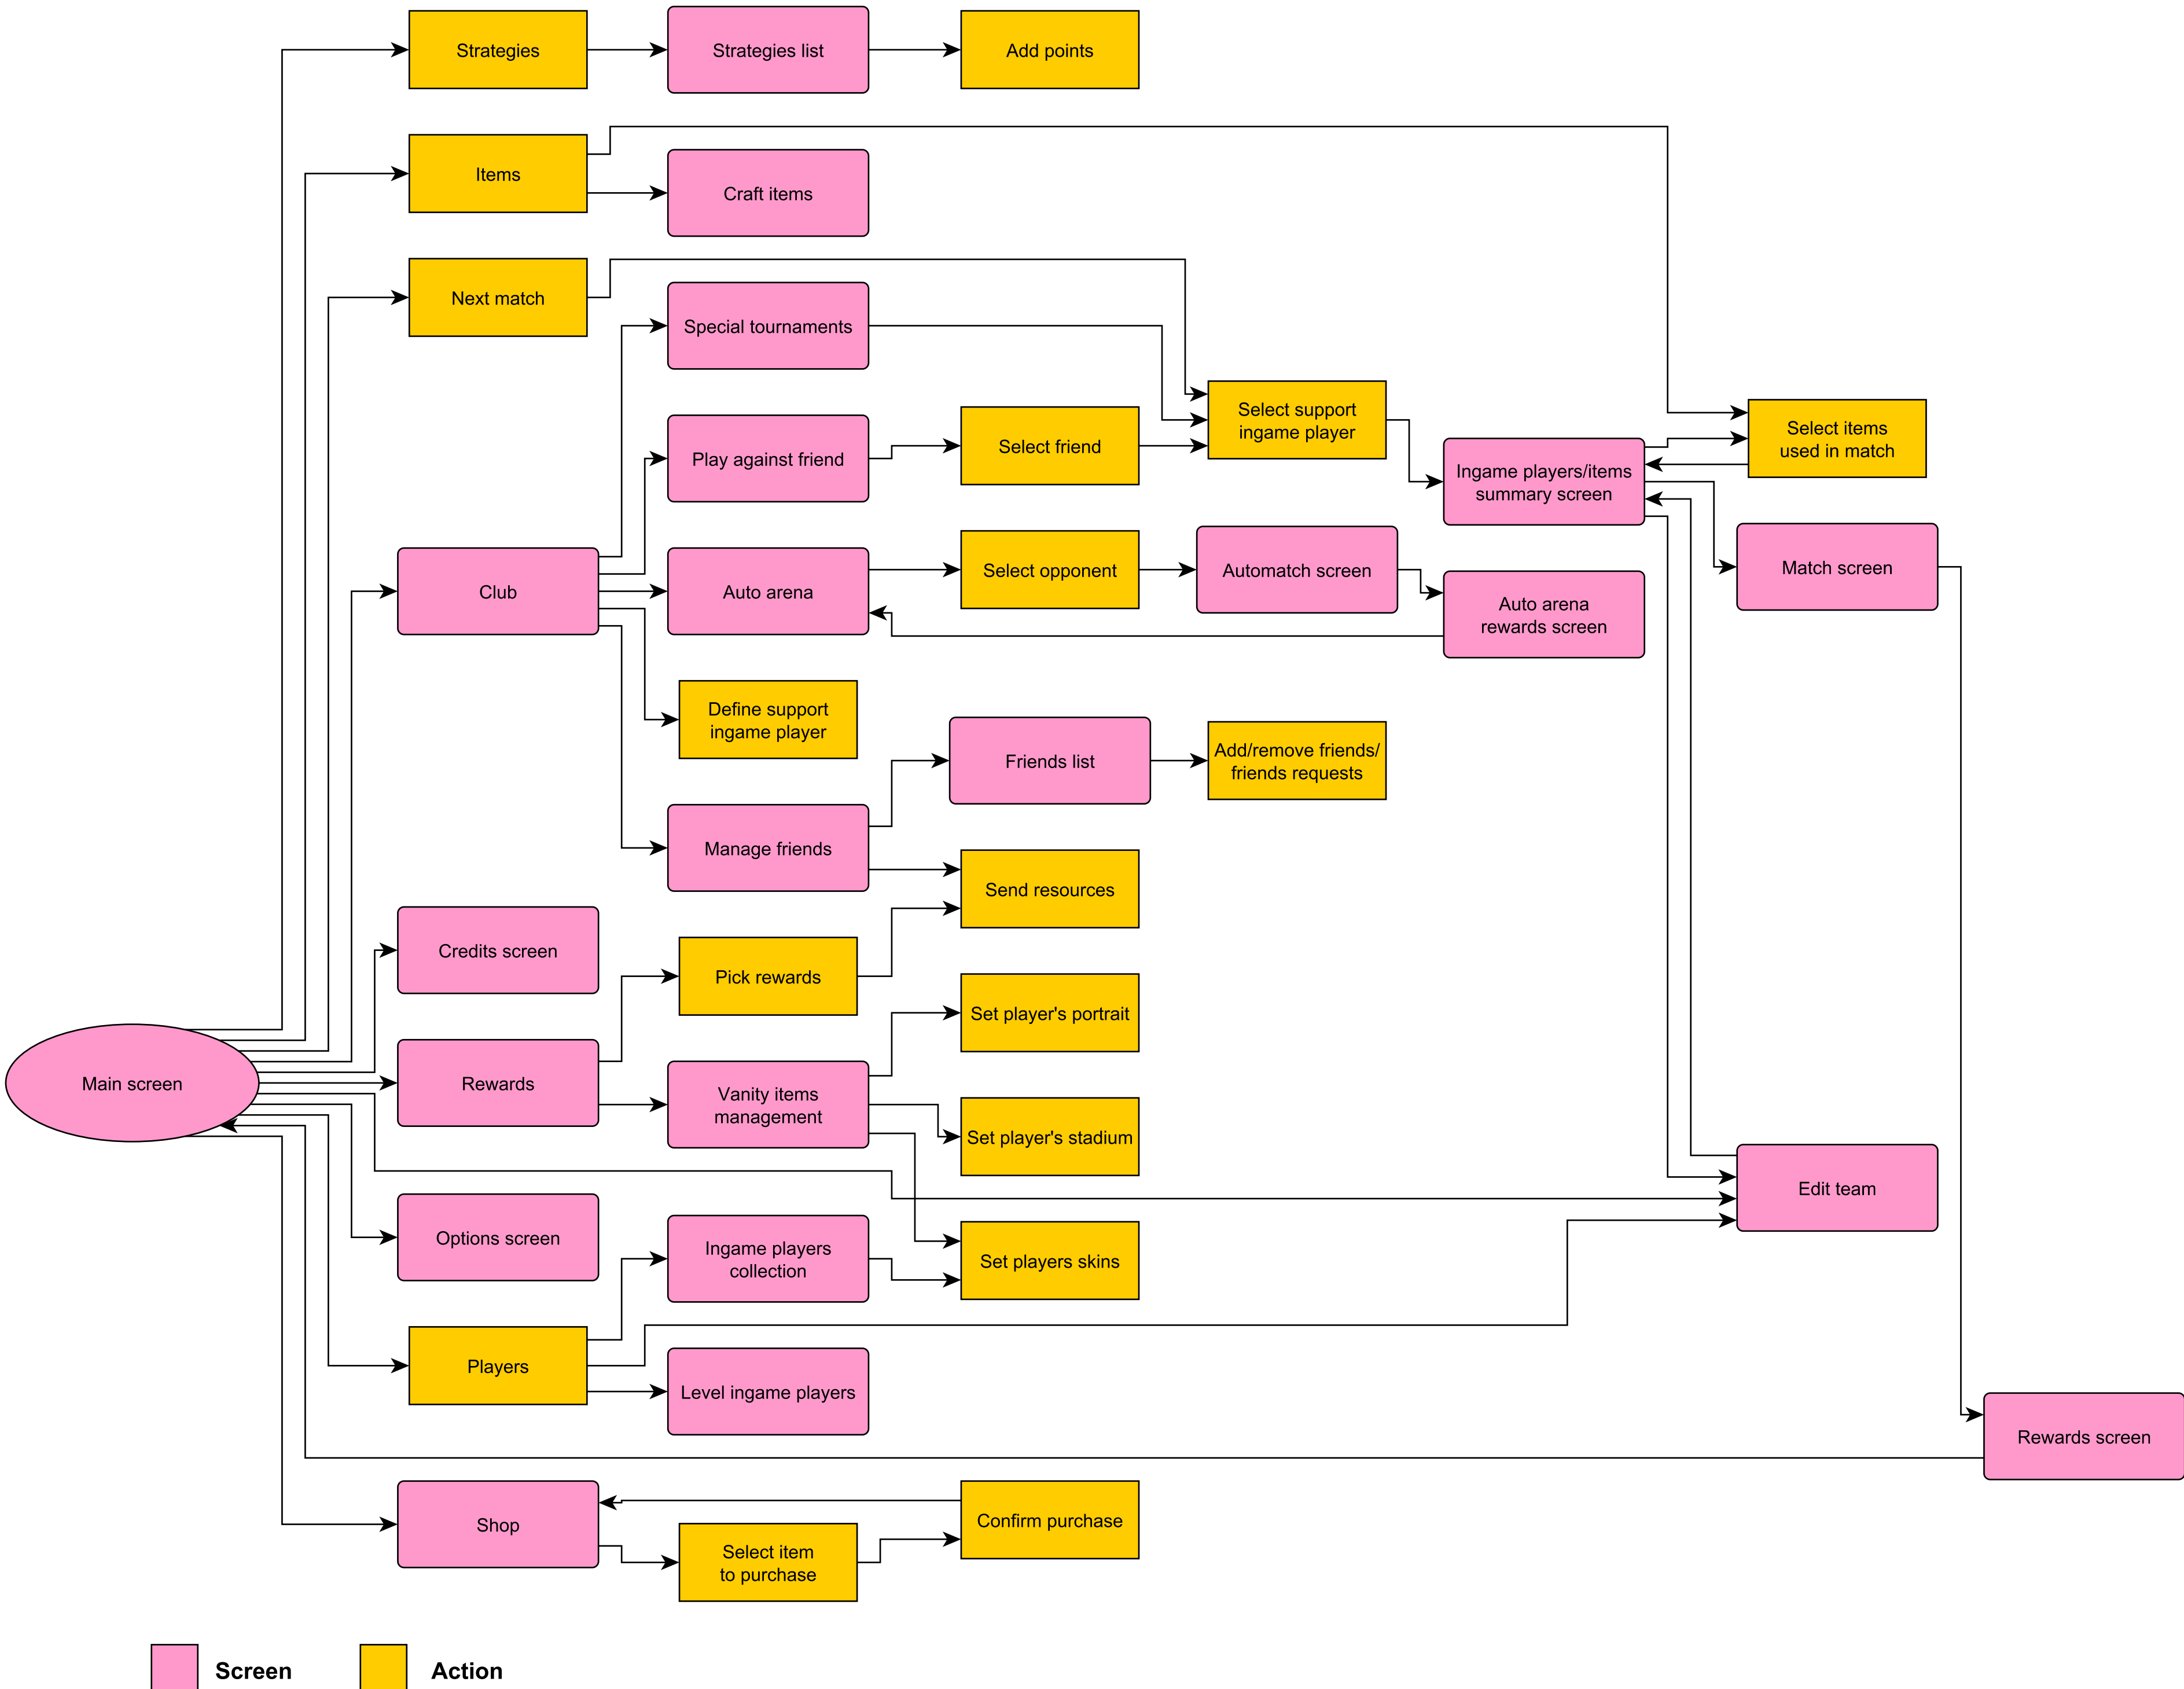 Strategies
Strategies list
Add points
Items
Craft items
Next match
Special tournaments
Select support
ingame player
Select items
used in match
Play against friend
Select friend
Ingame players/items
summary screen
Club
Auto arena
Select opponent
Automatch screen
Auto arena
rewards screen
Match screen
Define support
ingame player
Friends list
Add/remove friends/
friends requests
Manage friends
Send resources
Credits screen
Pick rewards
Set player's portrait
Main screen
Rewards
Vanity items
management
Set player's stadium
Edit team
Options screen
Ingame players
collection
Set players skins
Players
Level ingame players
Rewards screen
Shop
Select item
to purchase
Confirm purchase
Screen
Action